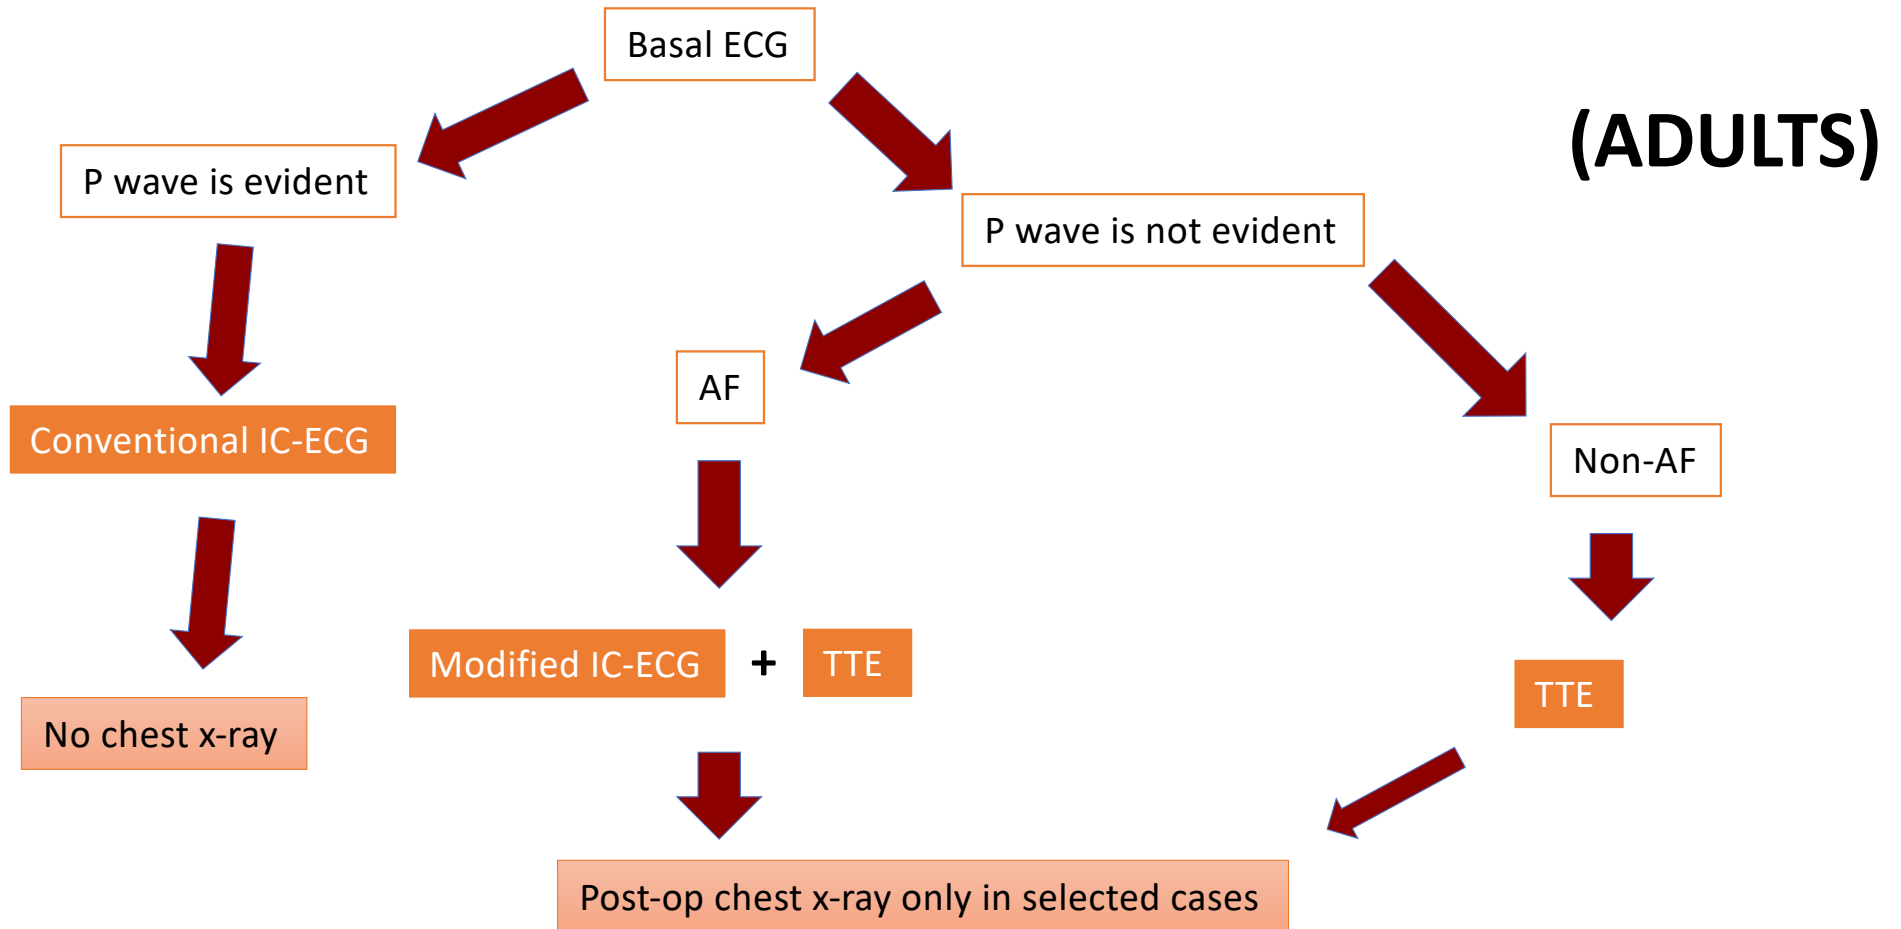 Basal ECG
(ADULTS)
P wave is evident
P wave is not evident
AF
Conventional IC-ECG
Non-AF
Modified IC-ECG + TTE
TTE
No chest x-ray
Post-op chest x-ray only in selected cases